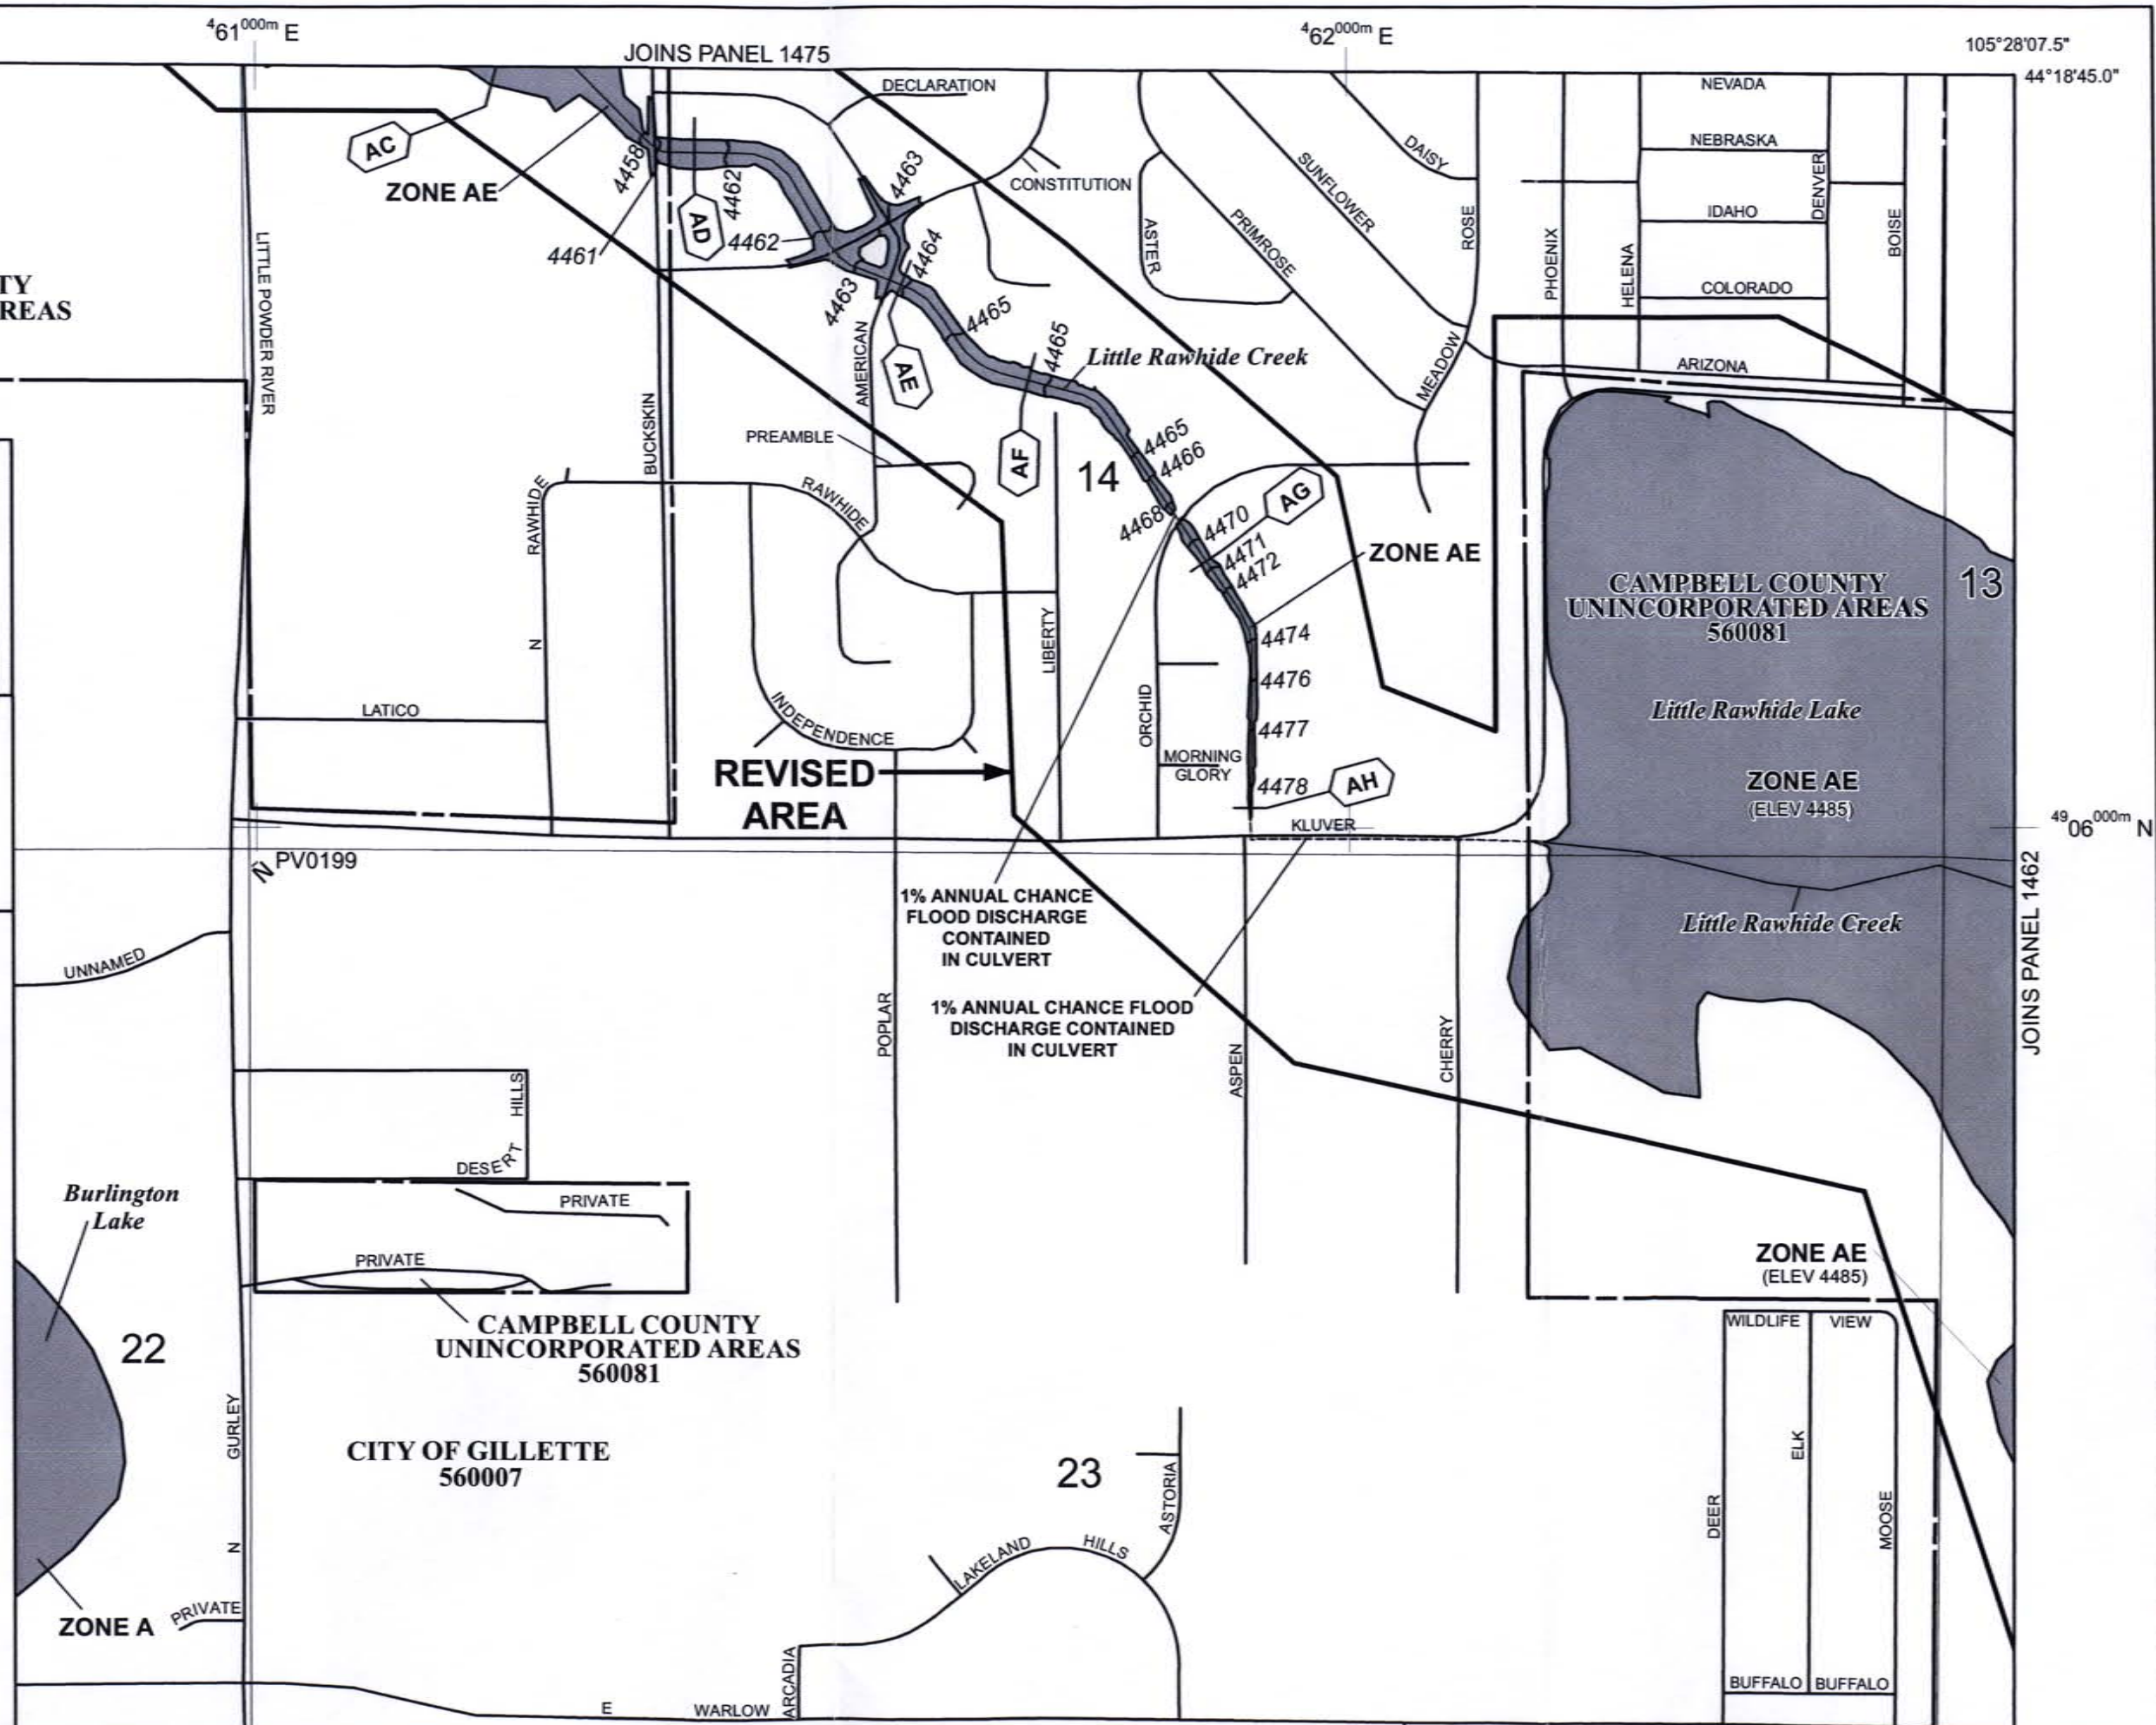 461000m E
462000m E
105°28'07.5"
JOINS PANEL 1475
44°18'45.0"
DECLARATION
NEVADA
AC
4458
4463
DAISY
NEBRASKA
ZONE AE
4462
CONSTITUTION
SUNFLOWER
DENVER
AD
4462
ASTER
PRIMROSE
ROSE
IDAHO
BOISE
4461
4464
PHOENIX
HELENA
LITTLE POWDER RIVER
TY
REAS
4463
COLORADO
4465
AMERICAN
4465
Little Rawhide Creek
MEADOW
ARIZONA
AE
BUCKSKIN
PREAMBLE
AF
14
4465
4466
RAWHIDE
RAWHIDE
N
4468
4470
AG
4471
4472
ZONE AE
CAMPBELL COUNTY
UNINCORPORATED AREAS
560081
13
LIBERTY
4474
4476
LATICO
INDEPENDENCE
ORCHID
4477
Little Rawhide Lake
REVISED
AREA
MORNING
GLORY
4478
AH
ZONE AE
(ELEV 4485)
KLUVER
4906000m N
N
PV0199
1% ANNUAL CHANCE
FLOOD DISCHARGE
CONTAINED
IN CULVERT
Little Rawhide Creek
JOINS PANEL 1462
UNNAMED
POPLAR
1% ANNUAL CHANCE FLOOD
DISCHARGE CONTAINED
IN CULVERT
ASPEN
CHERRY
DESERT HILLS
Burlington
Lake
PRIVATE
PRIVATE
ZONE AE
(ELEV 4485)
CAMPBELL COUNTY
UNINCORPORATED AREAS
560081
22
WILDLIFE VIEW
GURLEY
N
CITY OF GILLETTE
560007
23
ASTORIA
ELK
DEER
MOOSE
LAKELAND HILLS
ZONE A
PRIVATE
ARCADIA
BUFFALO
BUFFALO
E WARLOW